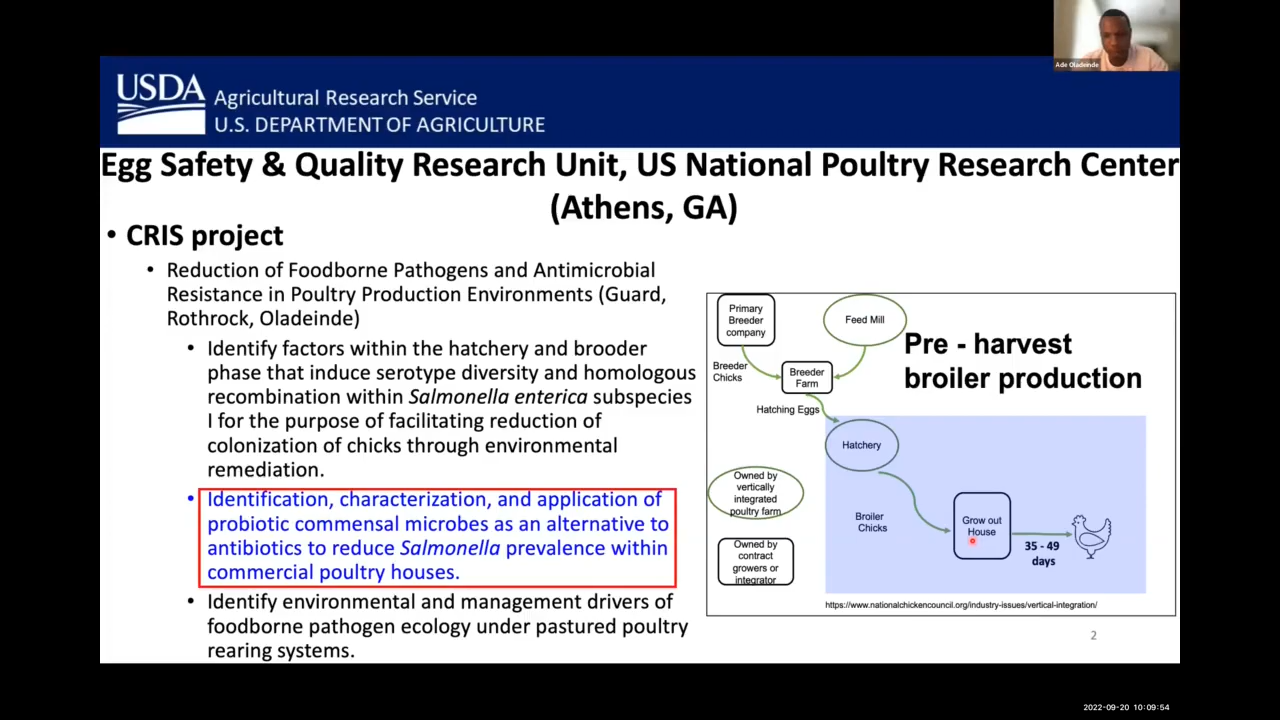 Ade Oladeinde
USDA
Agricultural Research Service
U.S. DEPARTMENT OF AGRICULTURE
Egg Safety & Quality Research Unit, US National Poultry Research Center
(Athens, GA)
• CRIS project
• Reduction of Foodborne Pathogens and Antimicrobial
Resistance in Poultry Production Environments (Guard,
Rothrock, Oladeinde)
• Identify factors within the hatchery and brooder
phase that induce serotype diversity and homologous
recombination within Salmonella enterica subspecies
I for the purpose of facilitating reduction of
colonization of chicks through environmental
remediation.
• Identification, characterization, and application of
probiotic commensal microbes as an alternative to
antibiotics to reduce Salmonella prevalence within
commercial poultry houses.
• Identify environmental and management drivers of
foodborne pathogen ecology under pastured poultry
rearing systems.
Primary
Breeder
company
Feed Mill
Pre - harvest
broiler production
Breeder
Chicks
Breeder
Farm
Hatching Eggs
Hatchery
Owned by
vertically
integrated
poultry farm
Broiler
Chicks
Grow out
House
35 - 49
days
Owned by
contract
growers or
integrator
https://www.nationalchickencouncil.org/industry-issues/vertical-integration/
2
2022-09-20 10:09:54